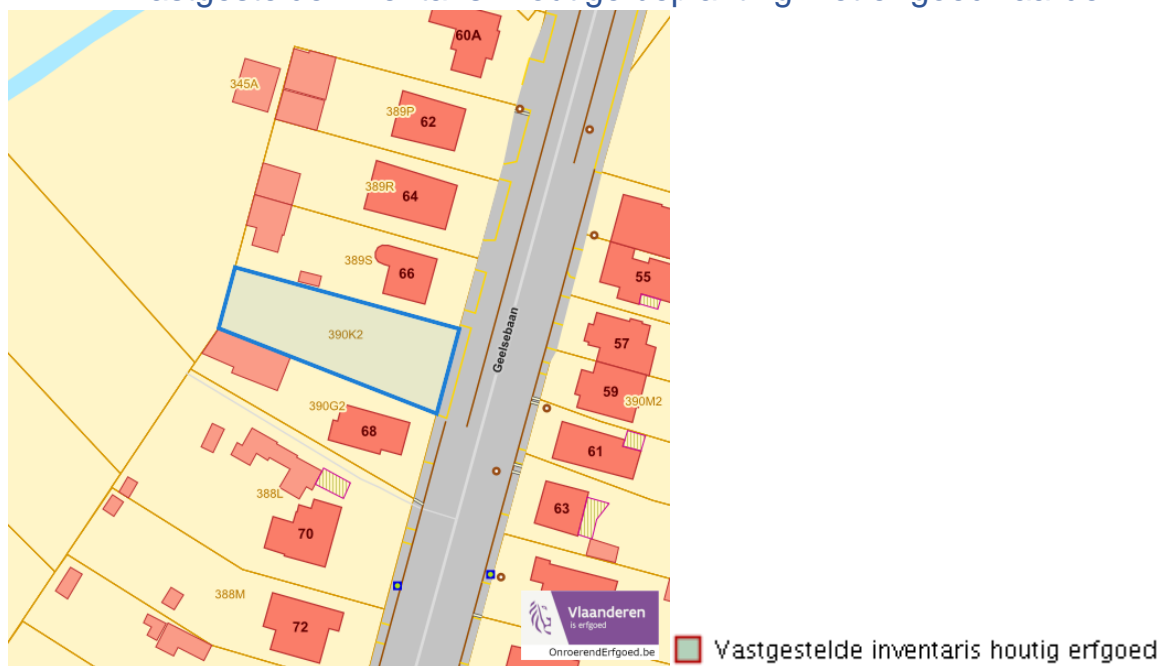 60A
345A
389P
62
389R
64
389S
66
55
390K2
Geelsebaan
57
59
390M2
390G2
68
61
388L
63
70
388M
72
Vlaanderen
is erfgoed
OnroerendErfgoed.be
Vastgestelde inventaris houtig erfgoed